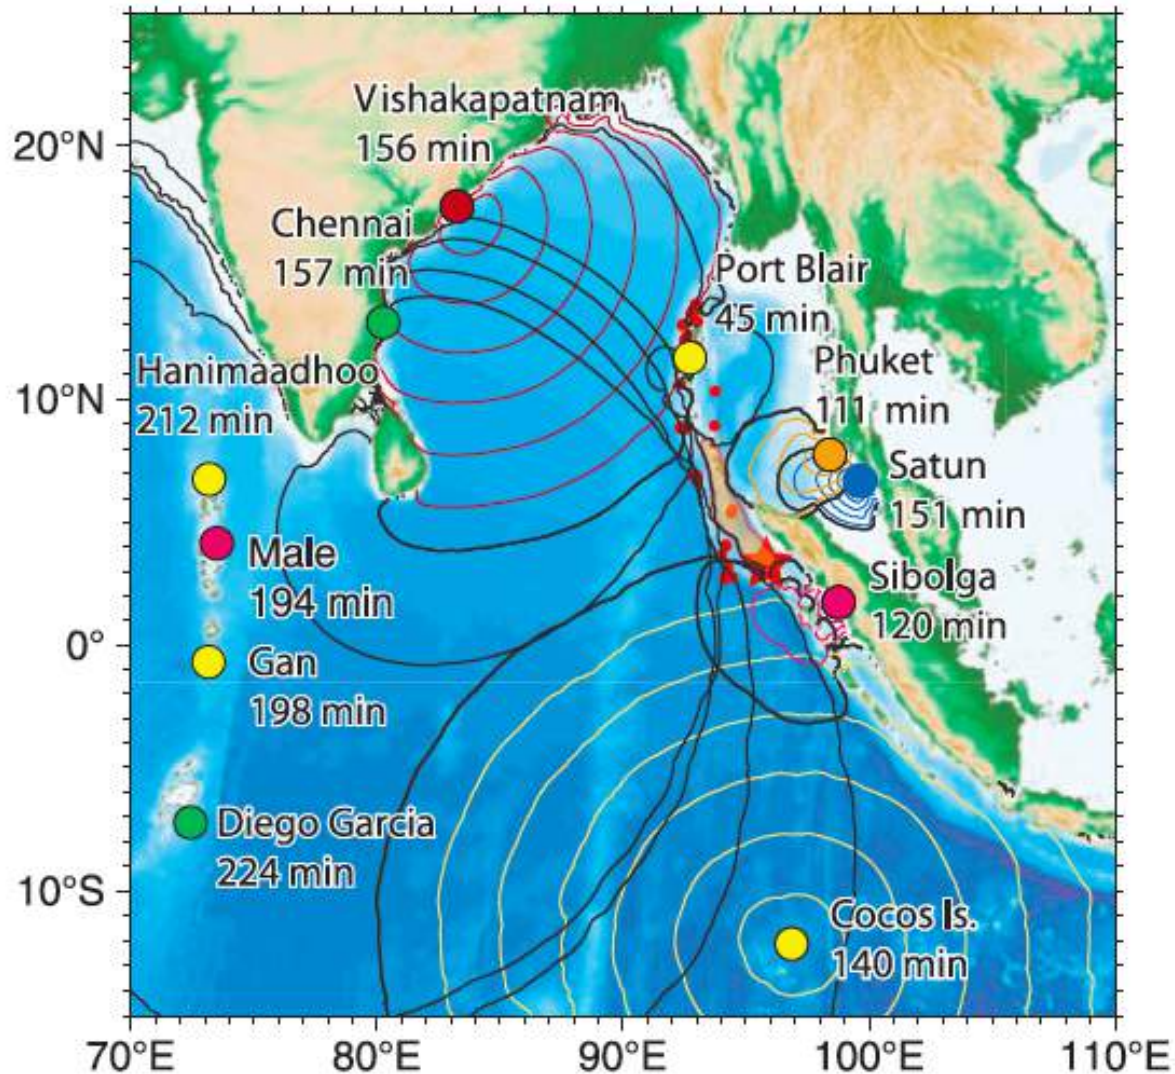 Vishakapatnam
156 min
Chennai
157 min
Port Blair
45 min
Hanimaadhoo
212 min
Phuket
111 min
Satun
151 min
Male
194 min
Sibolga
120 min
Gan
198 min
Diego Garcia
224 min
Cocos Is.
140 min
20°N
10°N
0°
10°S
70°E
80°E
90°E
100°E
110°E